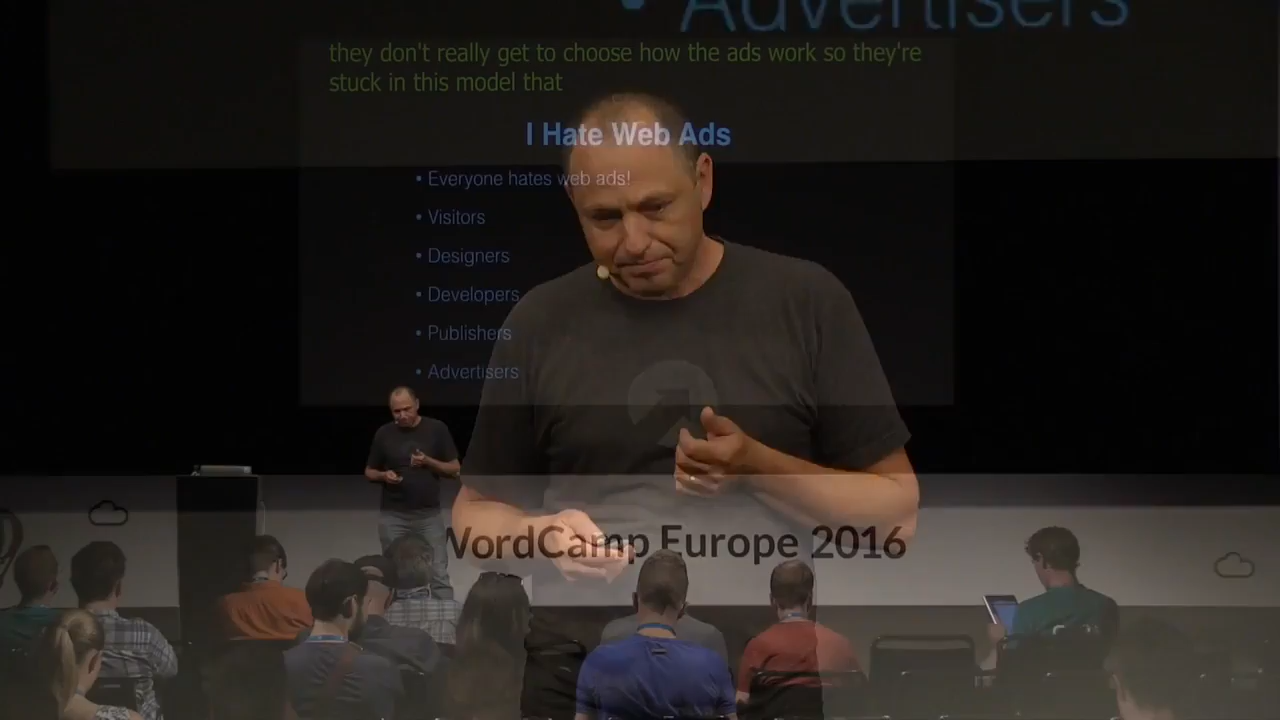 Advertisers
they don't really get to choose how the ads work so they're
stuck in this model that
I Hate Web Ads
• Everyone hates web ads!
• Visitors
• Designers
• Developers
• Publishers
• Advertisers
WordCamp Europe 2016